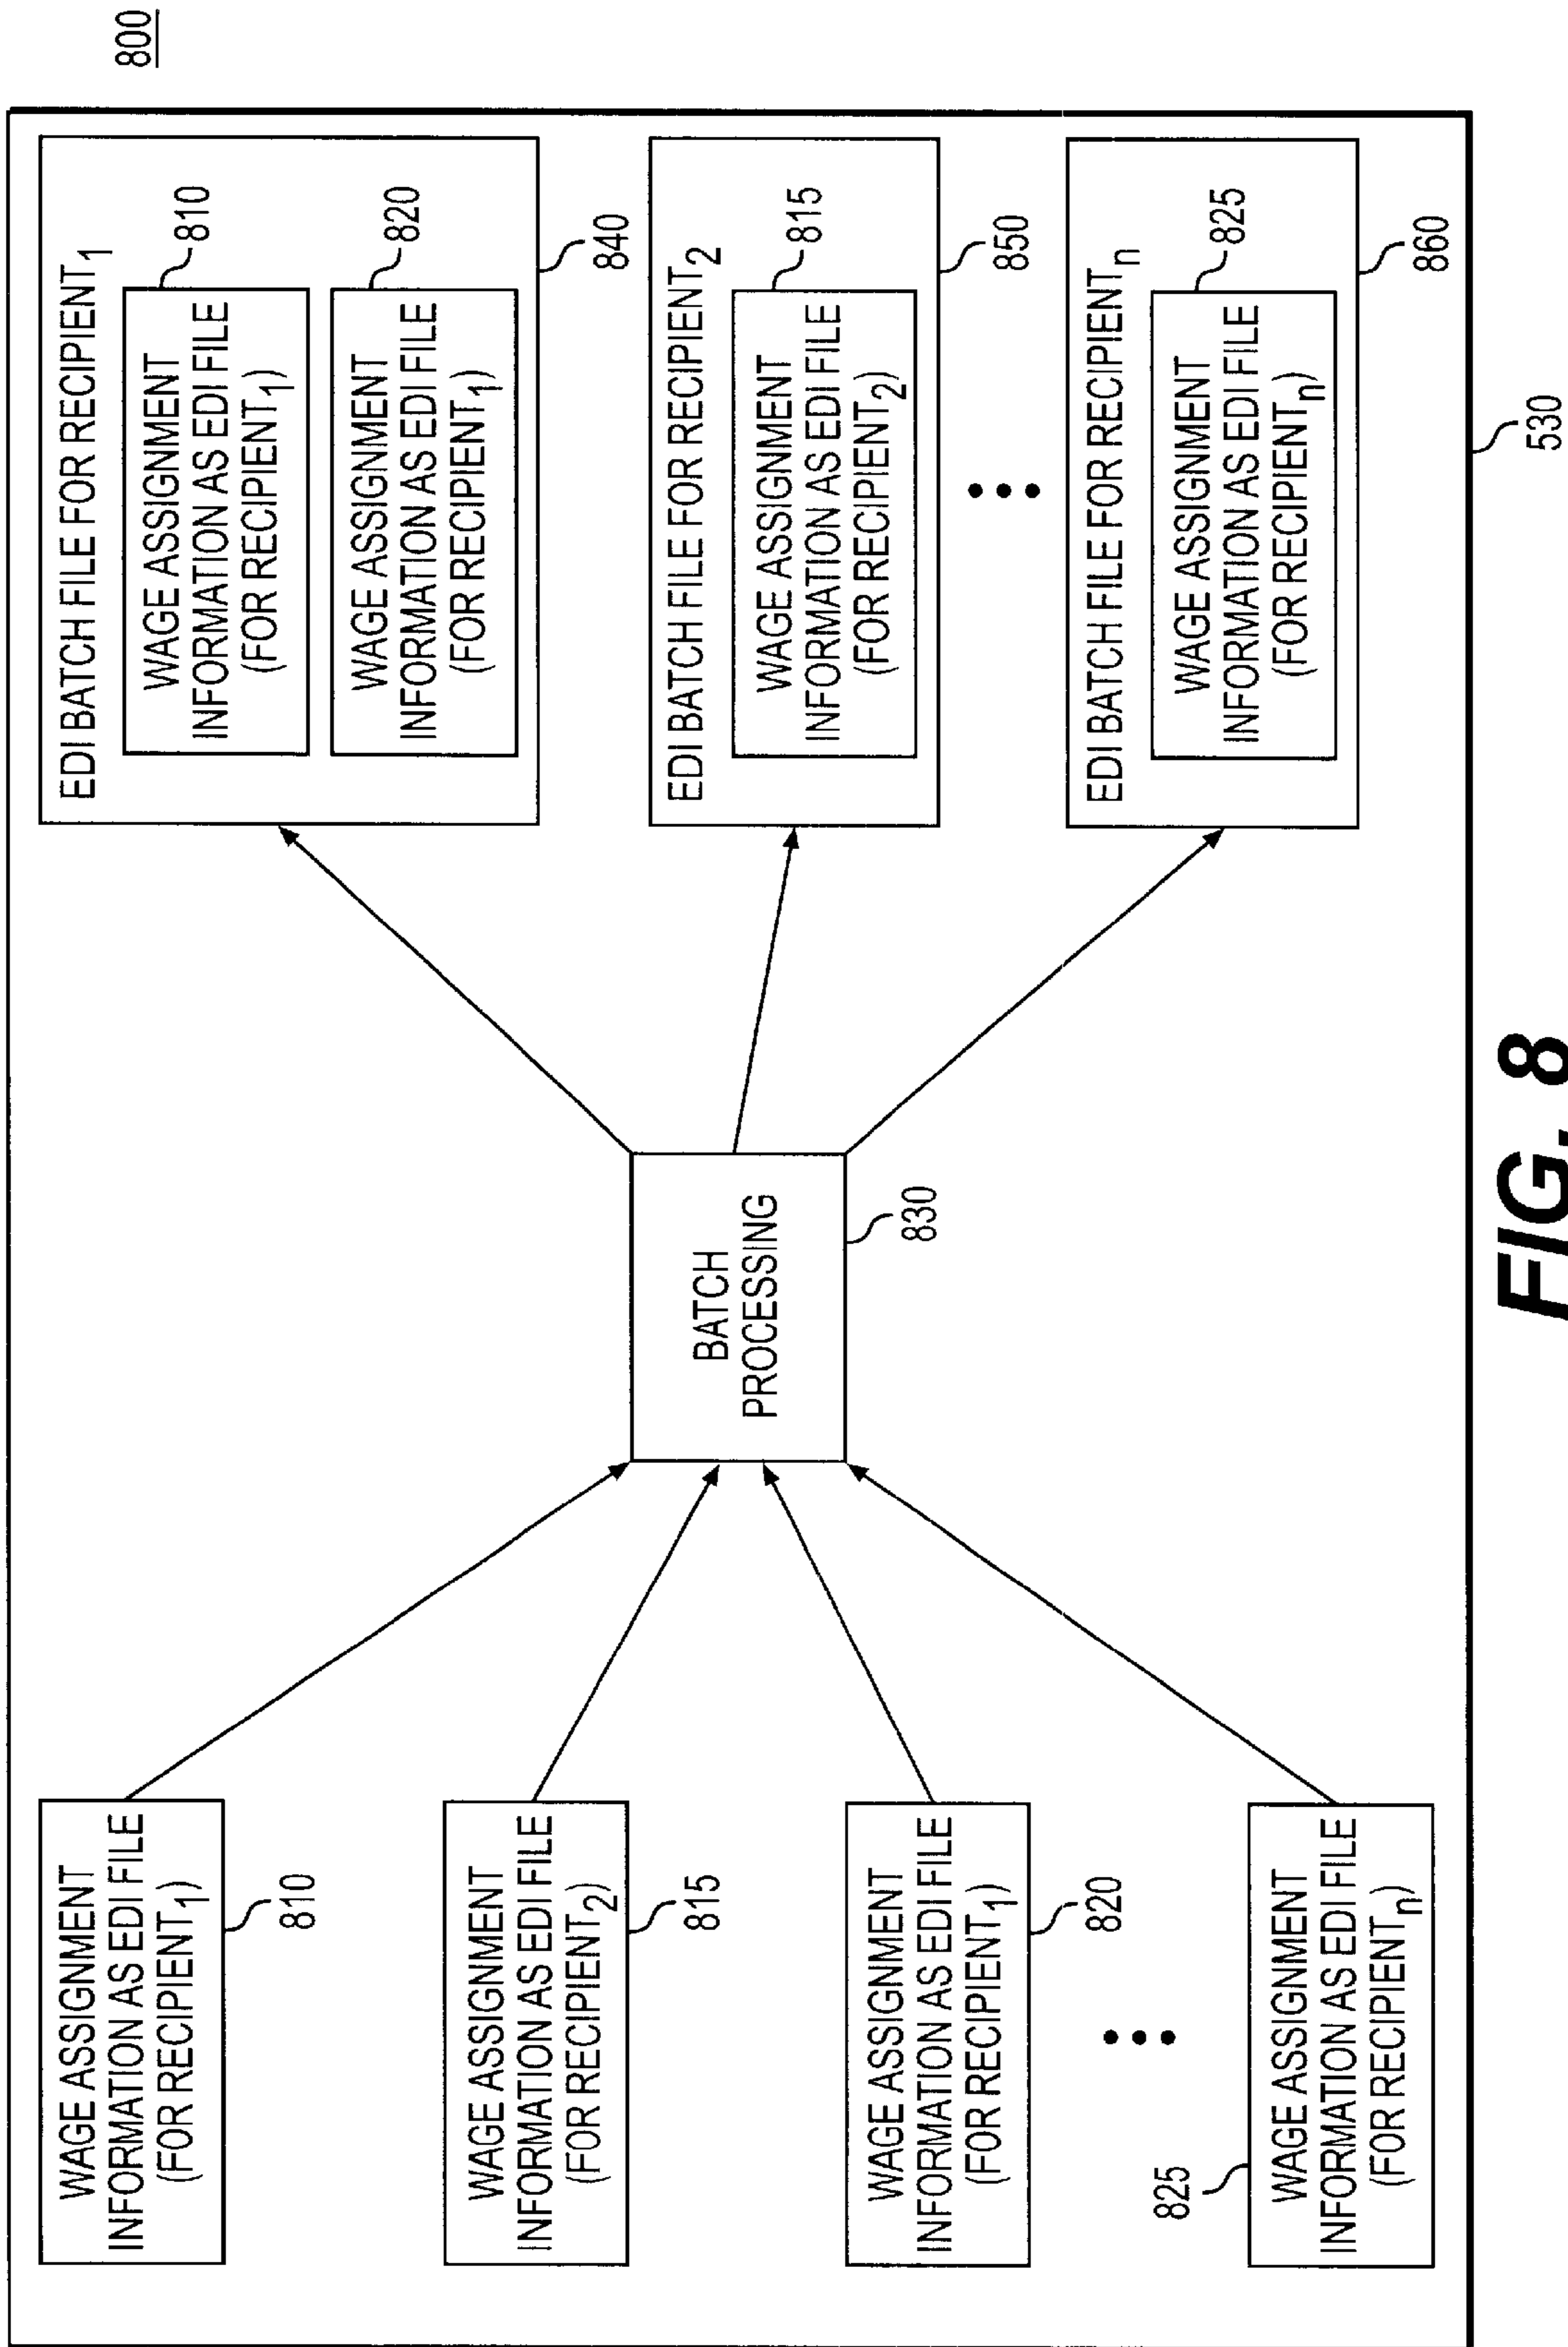 800
WAGE ASSIGNMENT
INFORMATION AS EDI FILE
(FOR RECIPIENT1)
810
WAGE ASSIGNMENT
INFORMATION AS EDI FILE
(FOR RECIPIENT2)
815
WAGE ASSIGNMENT
INFORMATION AS EDI FILE
(FOR RECIPIENT1)
820
825
WAGE ASSIGNMENT
INFORMATION AS EDI FILE
(FOR RECIPIENTn)
BATCH
PROCESSING
830
EDI BATCH FILE FOR RECIPIENT1
WAGE ASSIGNMENT
INFORMATION AS EDI FILE
(FOR RECIPIENT1)
810
WAGE ASSIGNMENT
INFORMATION AS EDI FILE
(FOR RECIPIENT1)
820
840
EDI BATCH FILE FOR RECIPIENT2
WAGE ASSIGNMENT
INFORMATION AS EDI FILE
(FOR RECIPIENT2)
815
850
EDI BATCH FILE FOR RECIPIENTn
WAGE ASSIGNMENT
INFORMATION AS EDI FILE
(FOR RECIPIENTn)
825
860
530
FIG. 8